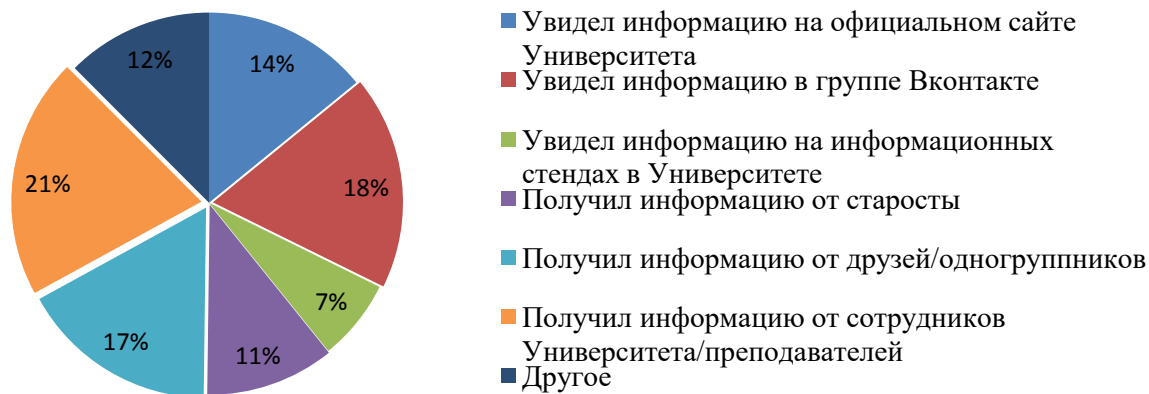 12%
14%
21%
18%
7%
17%
11%
Увидел информацию на официальном сайте
Университета
Увидел информацию в группе Вконтакте
Увидел информацию на информационных
стендах в Университете
Получил информацию от старосты
Получил информацию от друзей/одногруппников
Получил информацию от сотрудников
Университета/преподавателей
Другое